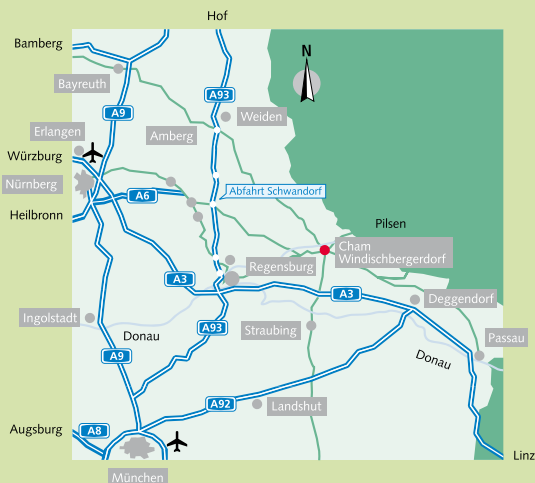 Hof
Bamberg
N
Bayreuth
A93
A9
Weiden
Erlangen
Amberg
Würzburg
Nürnberg
A6
Abfahrt Schwandorf
Heilbronn
Pilsen
Cham
Windischbergerdorf
Regensburg
A3
A3
Deggendorf
Ingolstadt
A93
Straubing
Donau
Passau
A9
Donau
A92
Landshut
Augsburg
A8
Linz
München